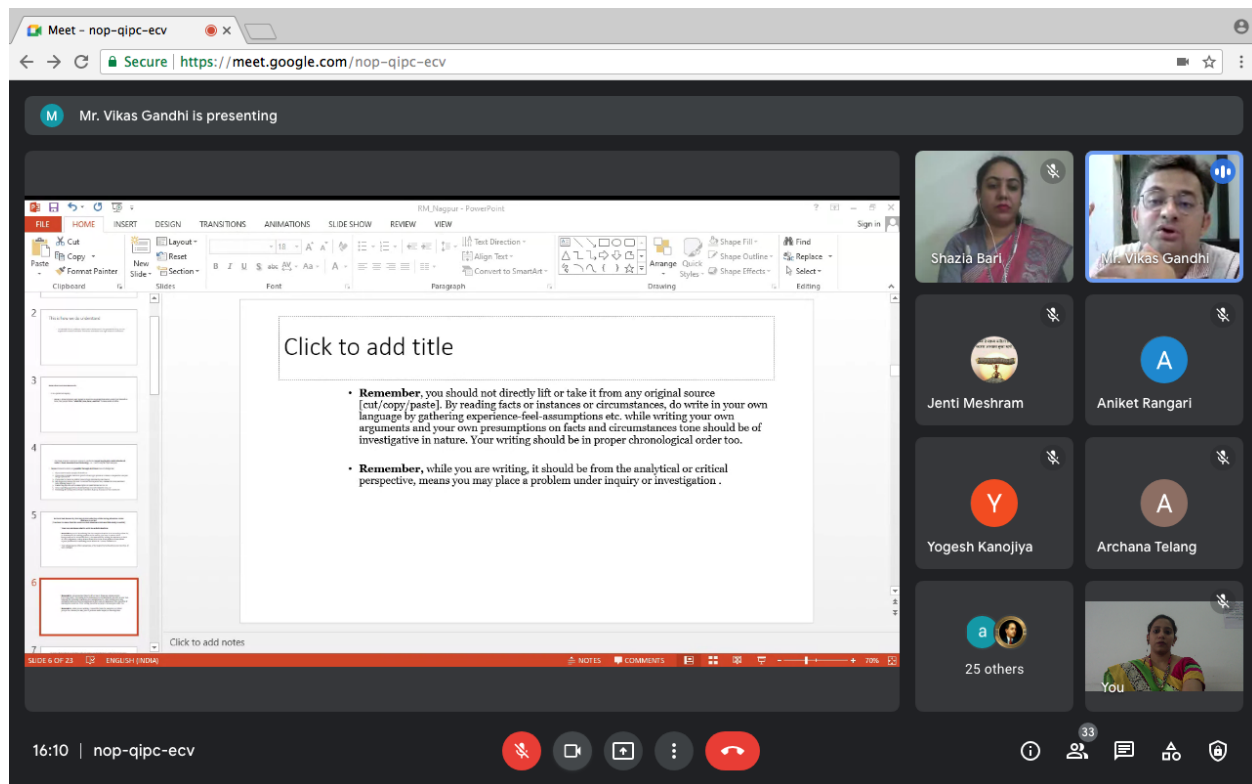 Meet - nop-qipc-ecv
Secure | https://meet.google.com/nop-qipc-ecv
M Mr. Vikas Gandhi is presenting
RM_Nagpur - PowerPoint
FILE HOME INSERT DESIGN TRANSITIONS ANIMATIONS SLIDE SHOW REVIEW VIEW Sign in
Paste
Cut
Copy
Format Painter
Clipboard
New Slide
Layout
Reset
Section
Slides
18
B I U S abc AV Aa A
Font
Text Direction
Align Text
Convert to SmartArt
Paragraph
Arrange
Quick Styles
Shape Fill
Shape Outline
Shape Effects
Drawing
Find
Replace
Select
Editing
2
3
4
5
6
7
Click to add title
• Remember, you should not directly lift or take it from any original source
[cut/copy/paste]. By reading facts or instances or circumstances, do write in your own
language by gathering experience-feel-assumptions etc. while writing your own
arguments and your own presumptions on facts and circumstances tone should be of
investigative in nature. Your writing should be in proper chronological order too.
• Remember, while you are writing, it should be from the analytical or critical
perspective, means you may place a problem under inquiry or investigation .
Click to add notes
SLIDE 6 OF 23 ENGLISH (INDIA) NOTES COMMENTS 70%
Shazia Bari
Mr. Vikas Gandhi
Jenti Meshram
A
Aniket Rangari
Y
Yogesh Kanojiya
A
Archana Telang
a
25 others
You
16:10 | nop-qipc-ecv
33